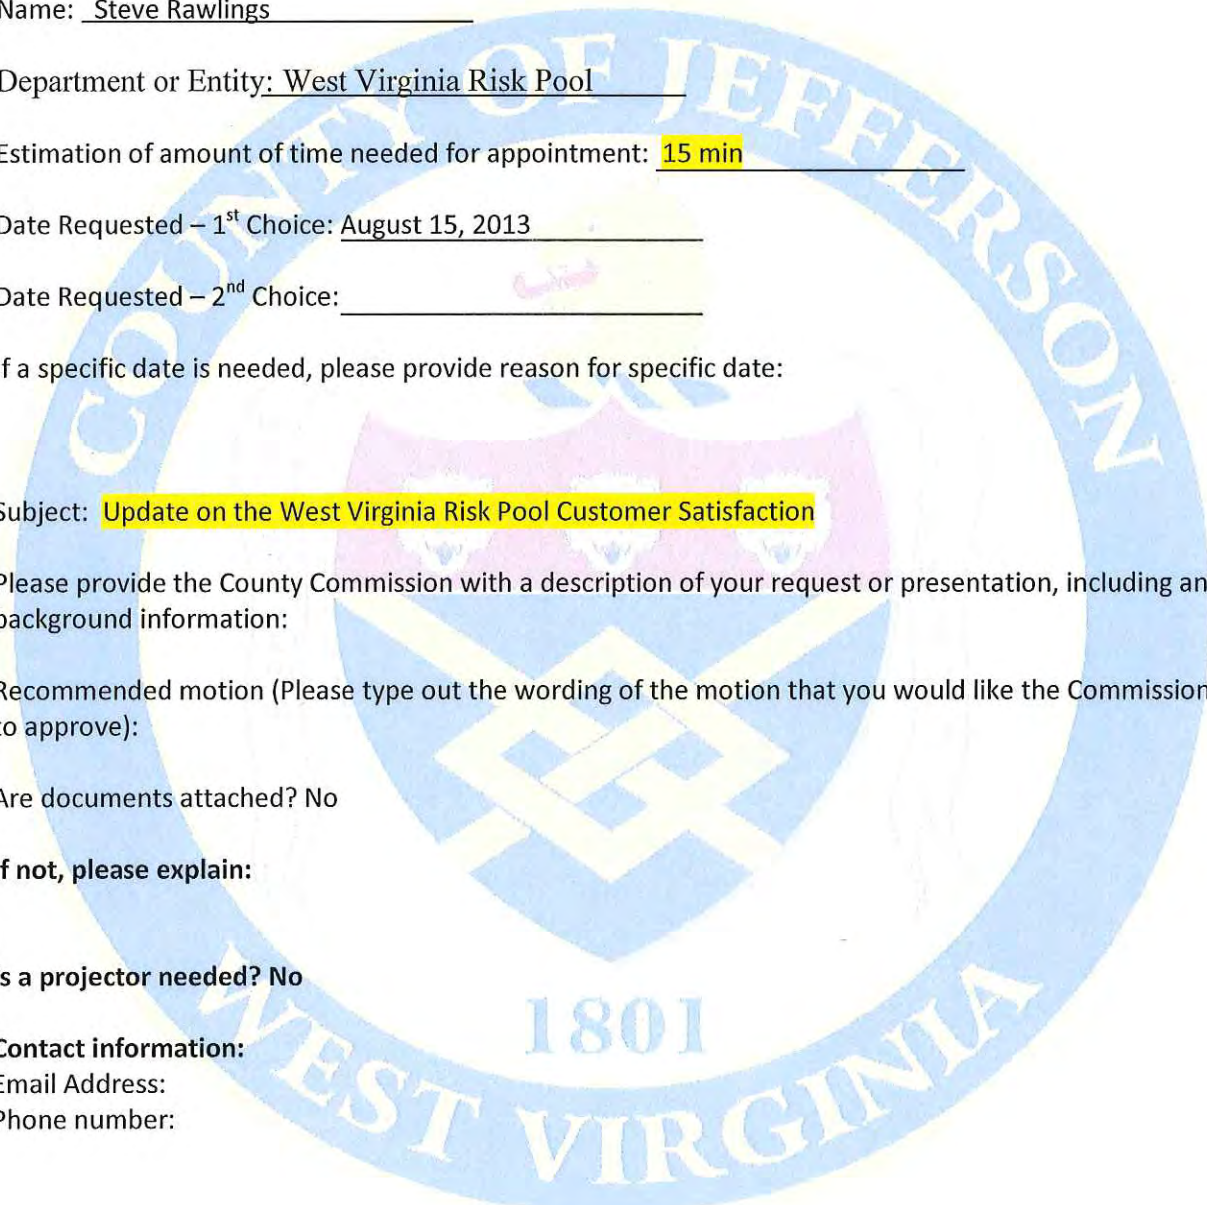 Name: Steve Rawlings
Department or Entity: West Virginia Risk Pool
Estimation of amount of time needed for appointment: 15 min
Date Requested – 1st Choice: August 15, 2013
Date Requested – 2nd Choice:
If a specific date is needed, please provide reason for specific date:
Subject: Update on the West Virginia Risk Pool Customer Satisfaction
Please provide the County Commission with a description of your request or presentation, including an
background information:
Recommended motion (Please type out the wording of the motion that you would like the Commission
to approve):
Are documents attached? No
If not, please explain:
Is a projector needed? No
Contact information:
Email Address:
Phone number:
COUNTY OF JEFFERSON
1801
WEST VIRGINIA